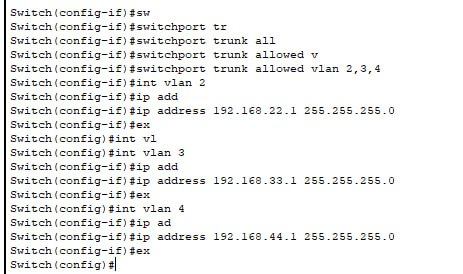 Switch(config-if)#sw
Switch(config-if)#switchport tr
Switch(config-if)#switchport trunk all
Switch(config-if)#switchport trunk allowed v
Switch(config-if)#switchport trunk allowed vlan 2,3,4
Switch(config-if)#int vlan 2
Switch(config-if)#ip add
Switch(config-if)#ip address 192.168.22.1 255.255.255.0
Switch(config-if)#ex
Switch(config)#int vl
Switch(config)#int vlan 3
Switch(config-if)#ip add
Switch(config-if)#ip address 192.168.33.1 255.255.255.0
Switch(config-if)#ex
Switch(config)#int vlan 4
Switch(config-if)#ip ad
Switch(config-if)#ip address 192.168.44.1 255.255.255.0
Switch(config-if)#ex
Switch(config)#